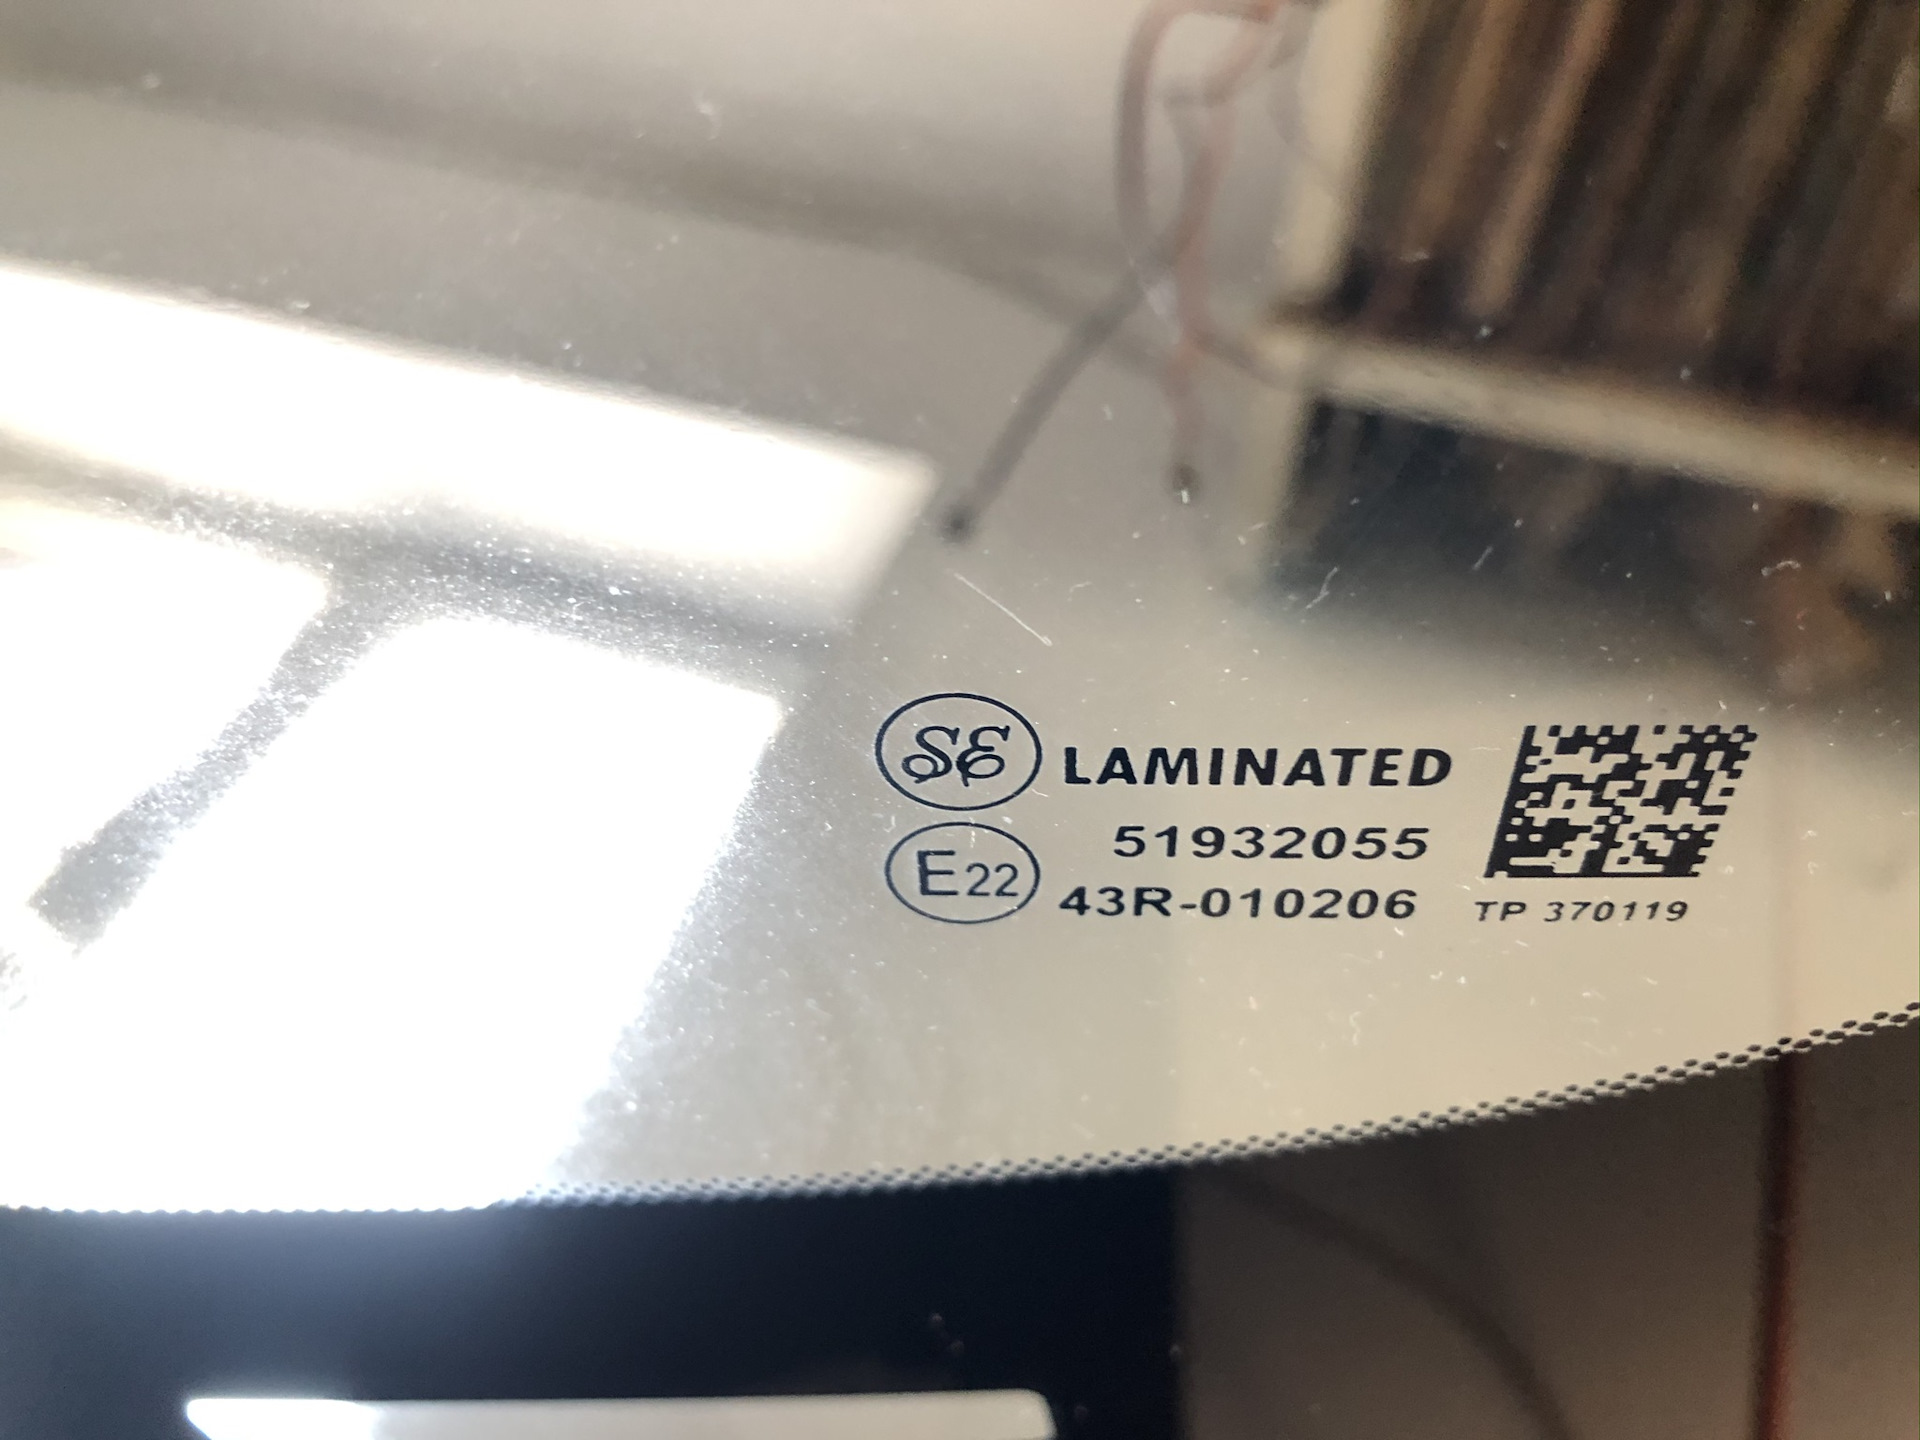 SE LAMINATED
51932055
E22 43R-010206
TP 370119